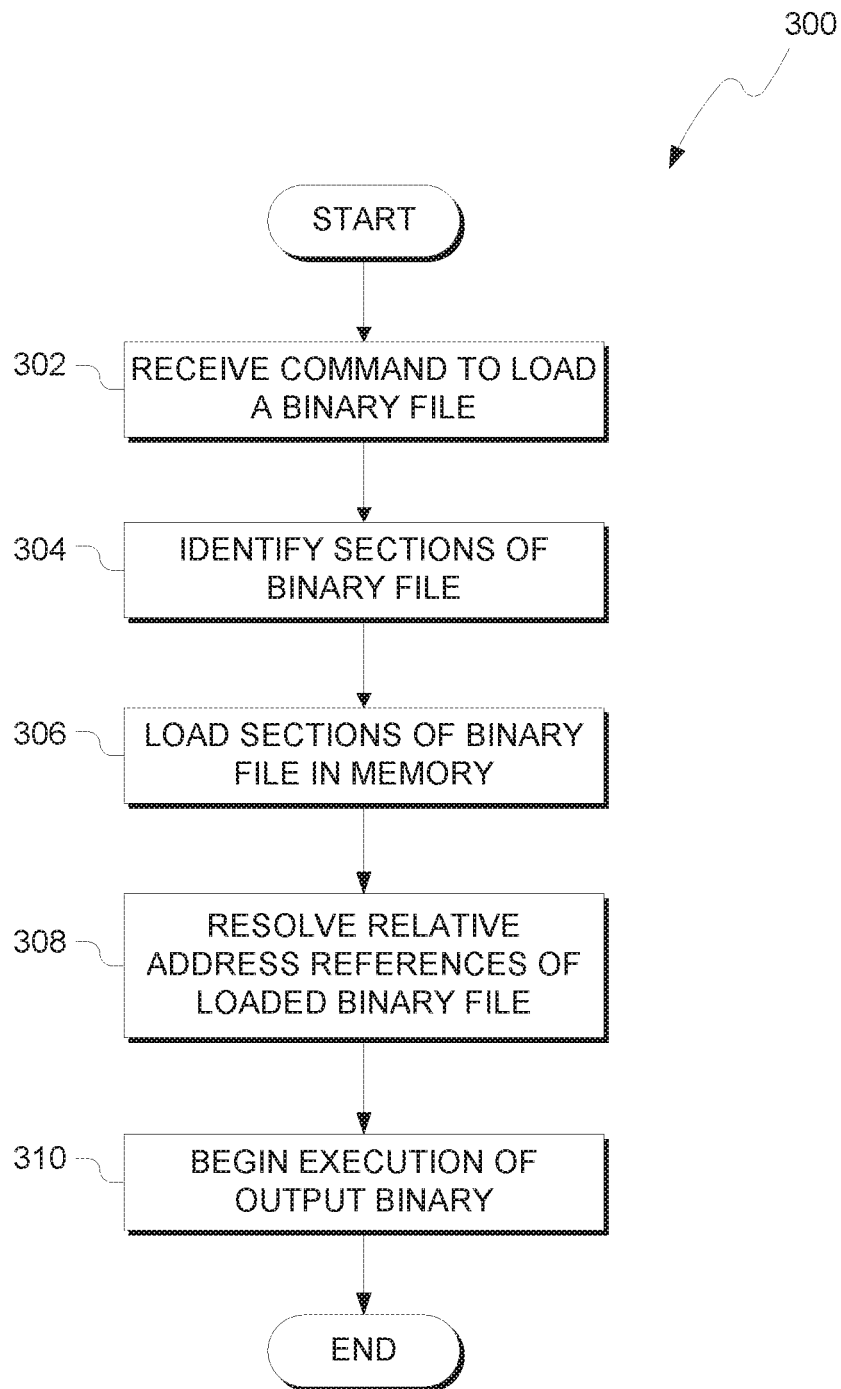 300
START
302
RECEIVE COMMAND TO LOAD
A BINARY FILE
304
IDENTIFY SECTIONS OF
BINARY FILE
306
LOAD SECTIONS OF BINARY
FILE IN MEMORY
308
RESOLVE RELATIVE
ADDRESS REFERENCES OF
LOADED BINARY FILE
310
BEGIN EXECUTION OF
OUTPUT BINARY
END